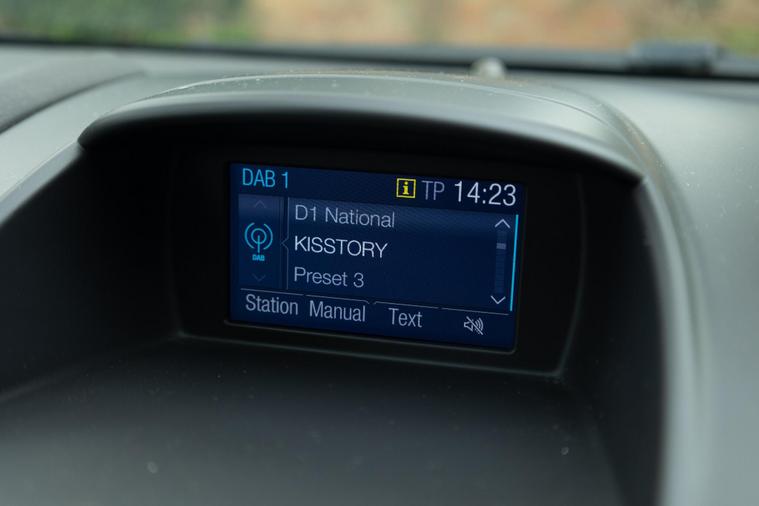 DAB 1 i TP 14:23
D1 National
KISSTORY
DAB
Preset 3
Station Manual Text